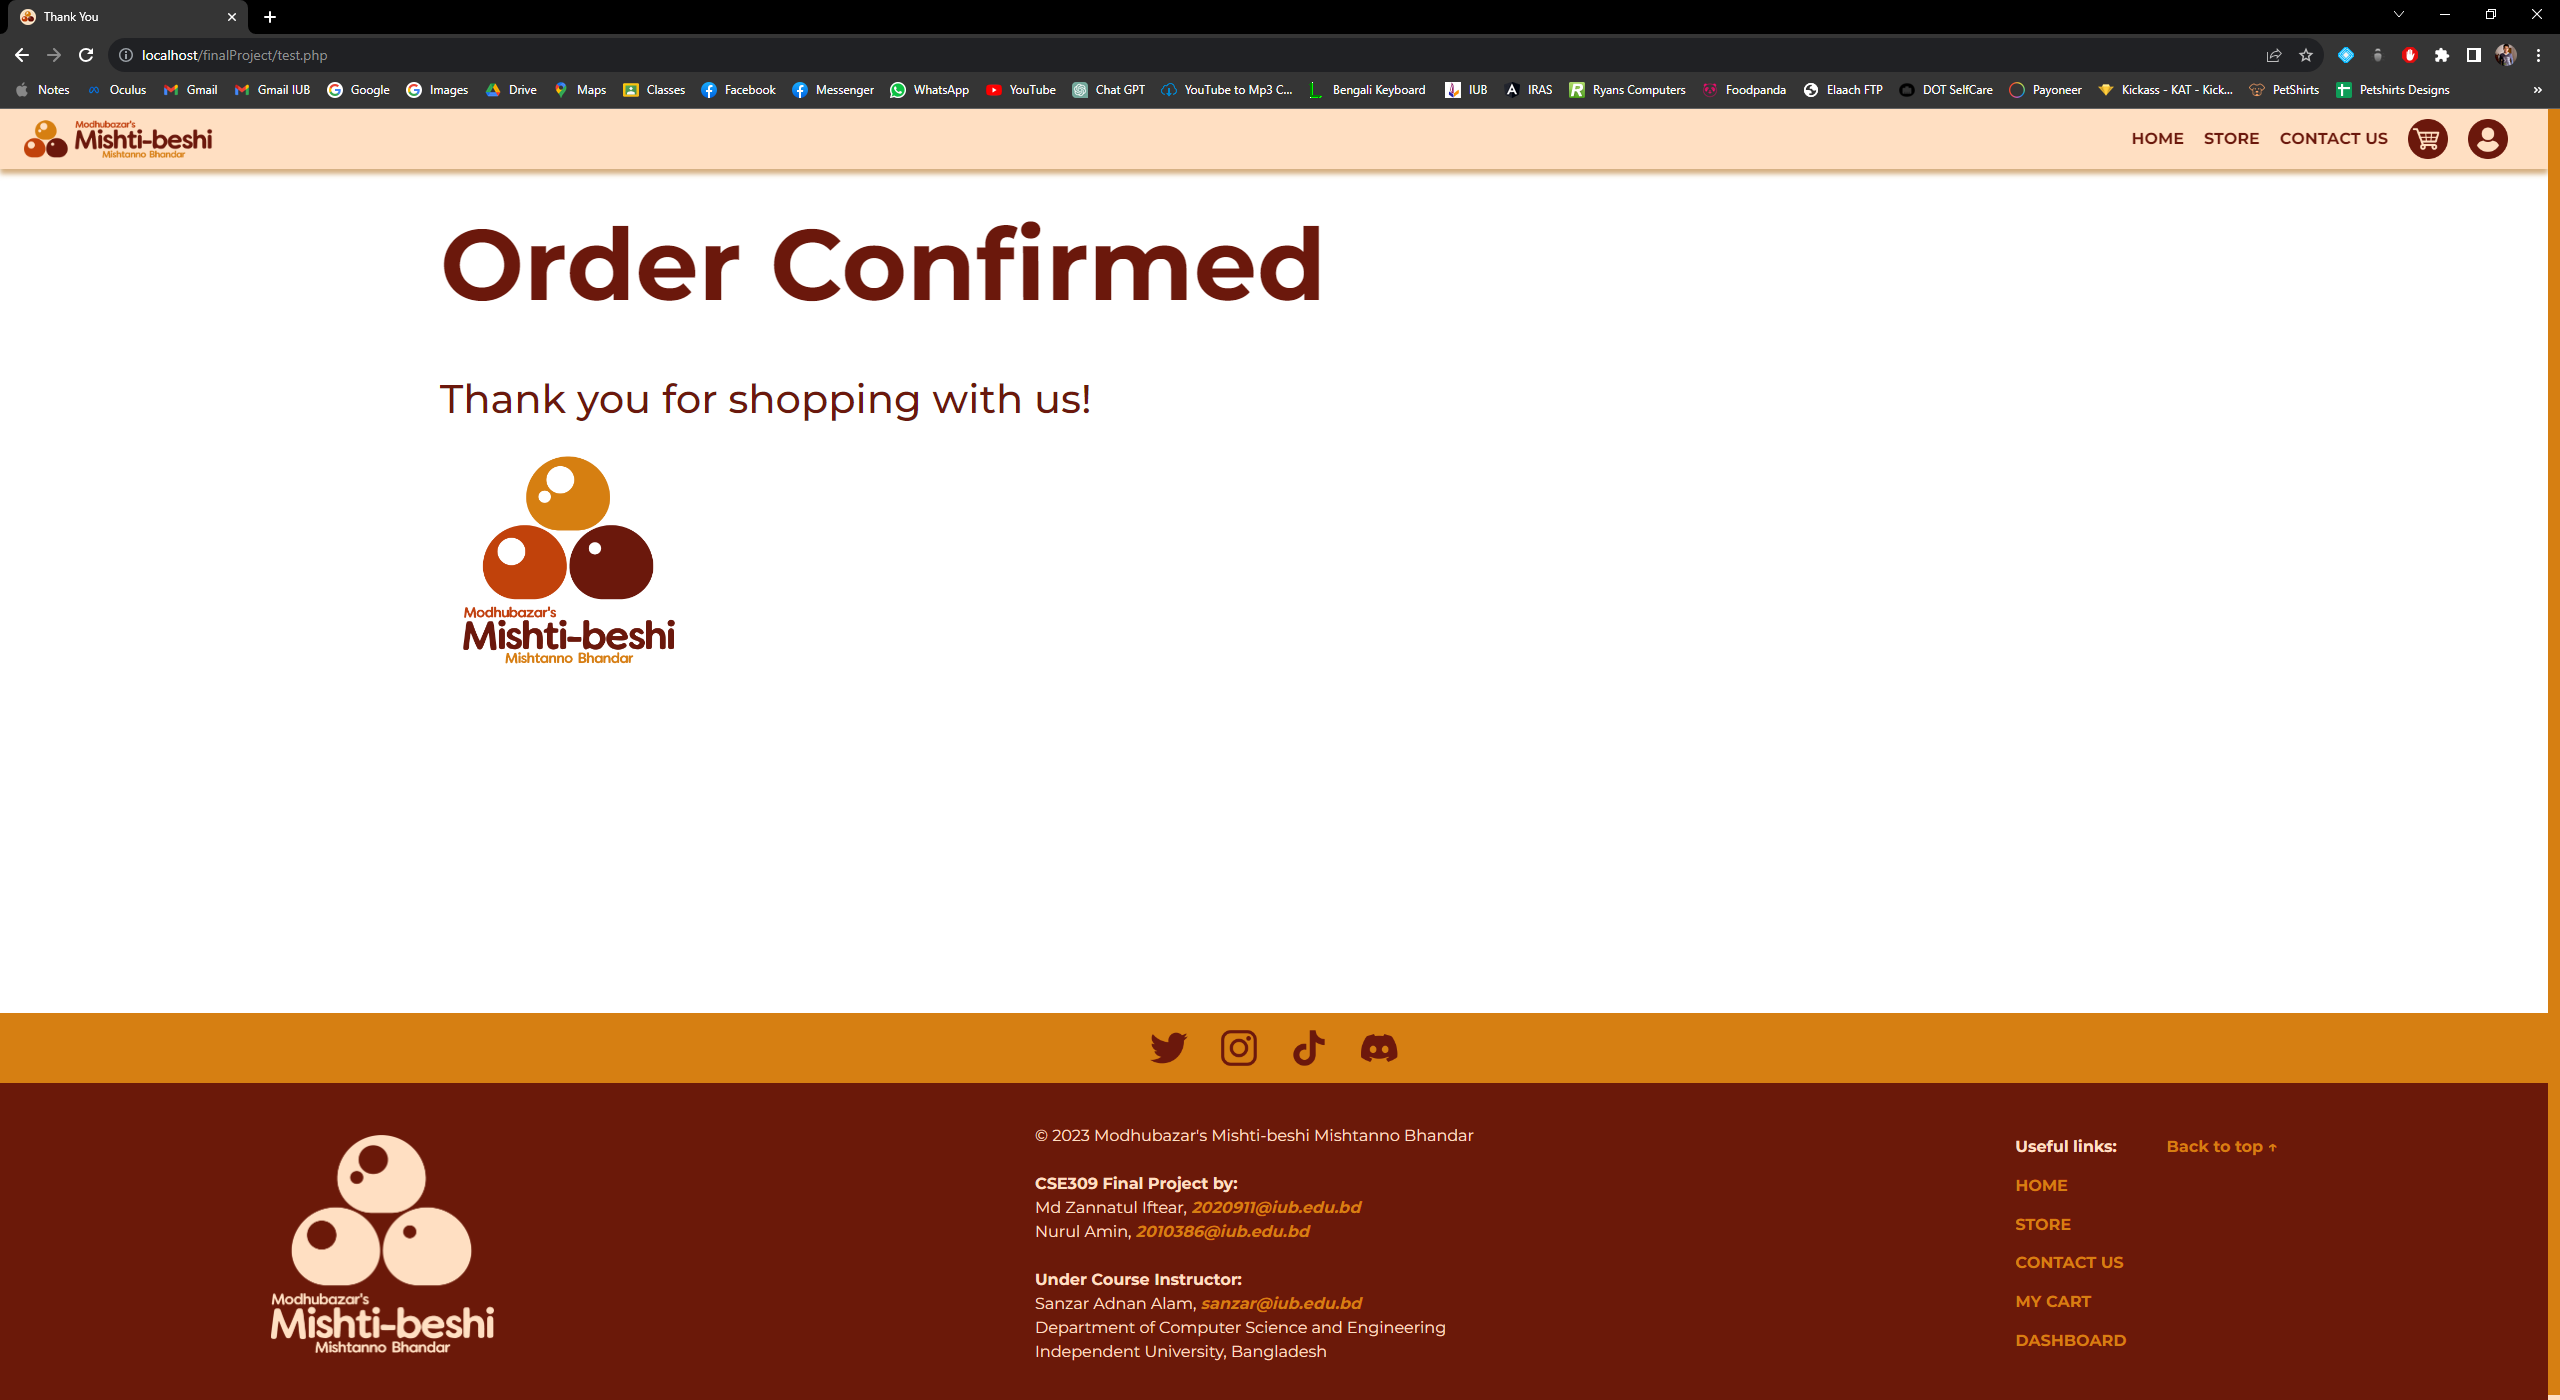 Thank You
localhost/finalProject/test.php
Notes Oculus Gmail Gmail IUB Google Images Drive Maps Classes Facebook Messenger WhatsApp YouTube Chat GPT YouTube to Mp3 C... Bengali Keyboard IUB IRAS Ryans Computers Foodpanda Elaach FTP DOT SelfCare Payoneer Kickass - KAT - Kick... PetShirts Petshirts Designs »
Modhubazar's
Mishti-beshi
Mishtanno Bhandar
HOME STORE CONTACT US
Order Confirmed
Thank you for shopping with us!
Modhubazar's
Mishti-beshi
Mishtanno Bhandar
Modhubazar's
Mishti-beshi
Mishtanno Bhandar
© 2023 Modhubazar's Mishti-beshi Mishtanno Bhandar
CSE309 Final Project by:
Md Zannatul Iftear, 2020911@iub.edu.bd
Nurul Amin, 2010386@iub.edu.bd
Under Course Instructor:
Sanzar Adnan Alam, sanzar@iub.edu.bd
Department of Computer Science and Engineering
Independent University, Bangladesh
Useful links:
HOME
STORE
CONTACT US
MY CART
DASHBOARD
Back to top ↑